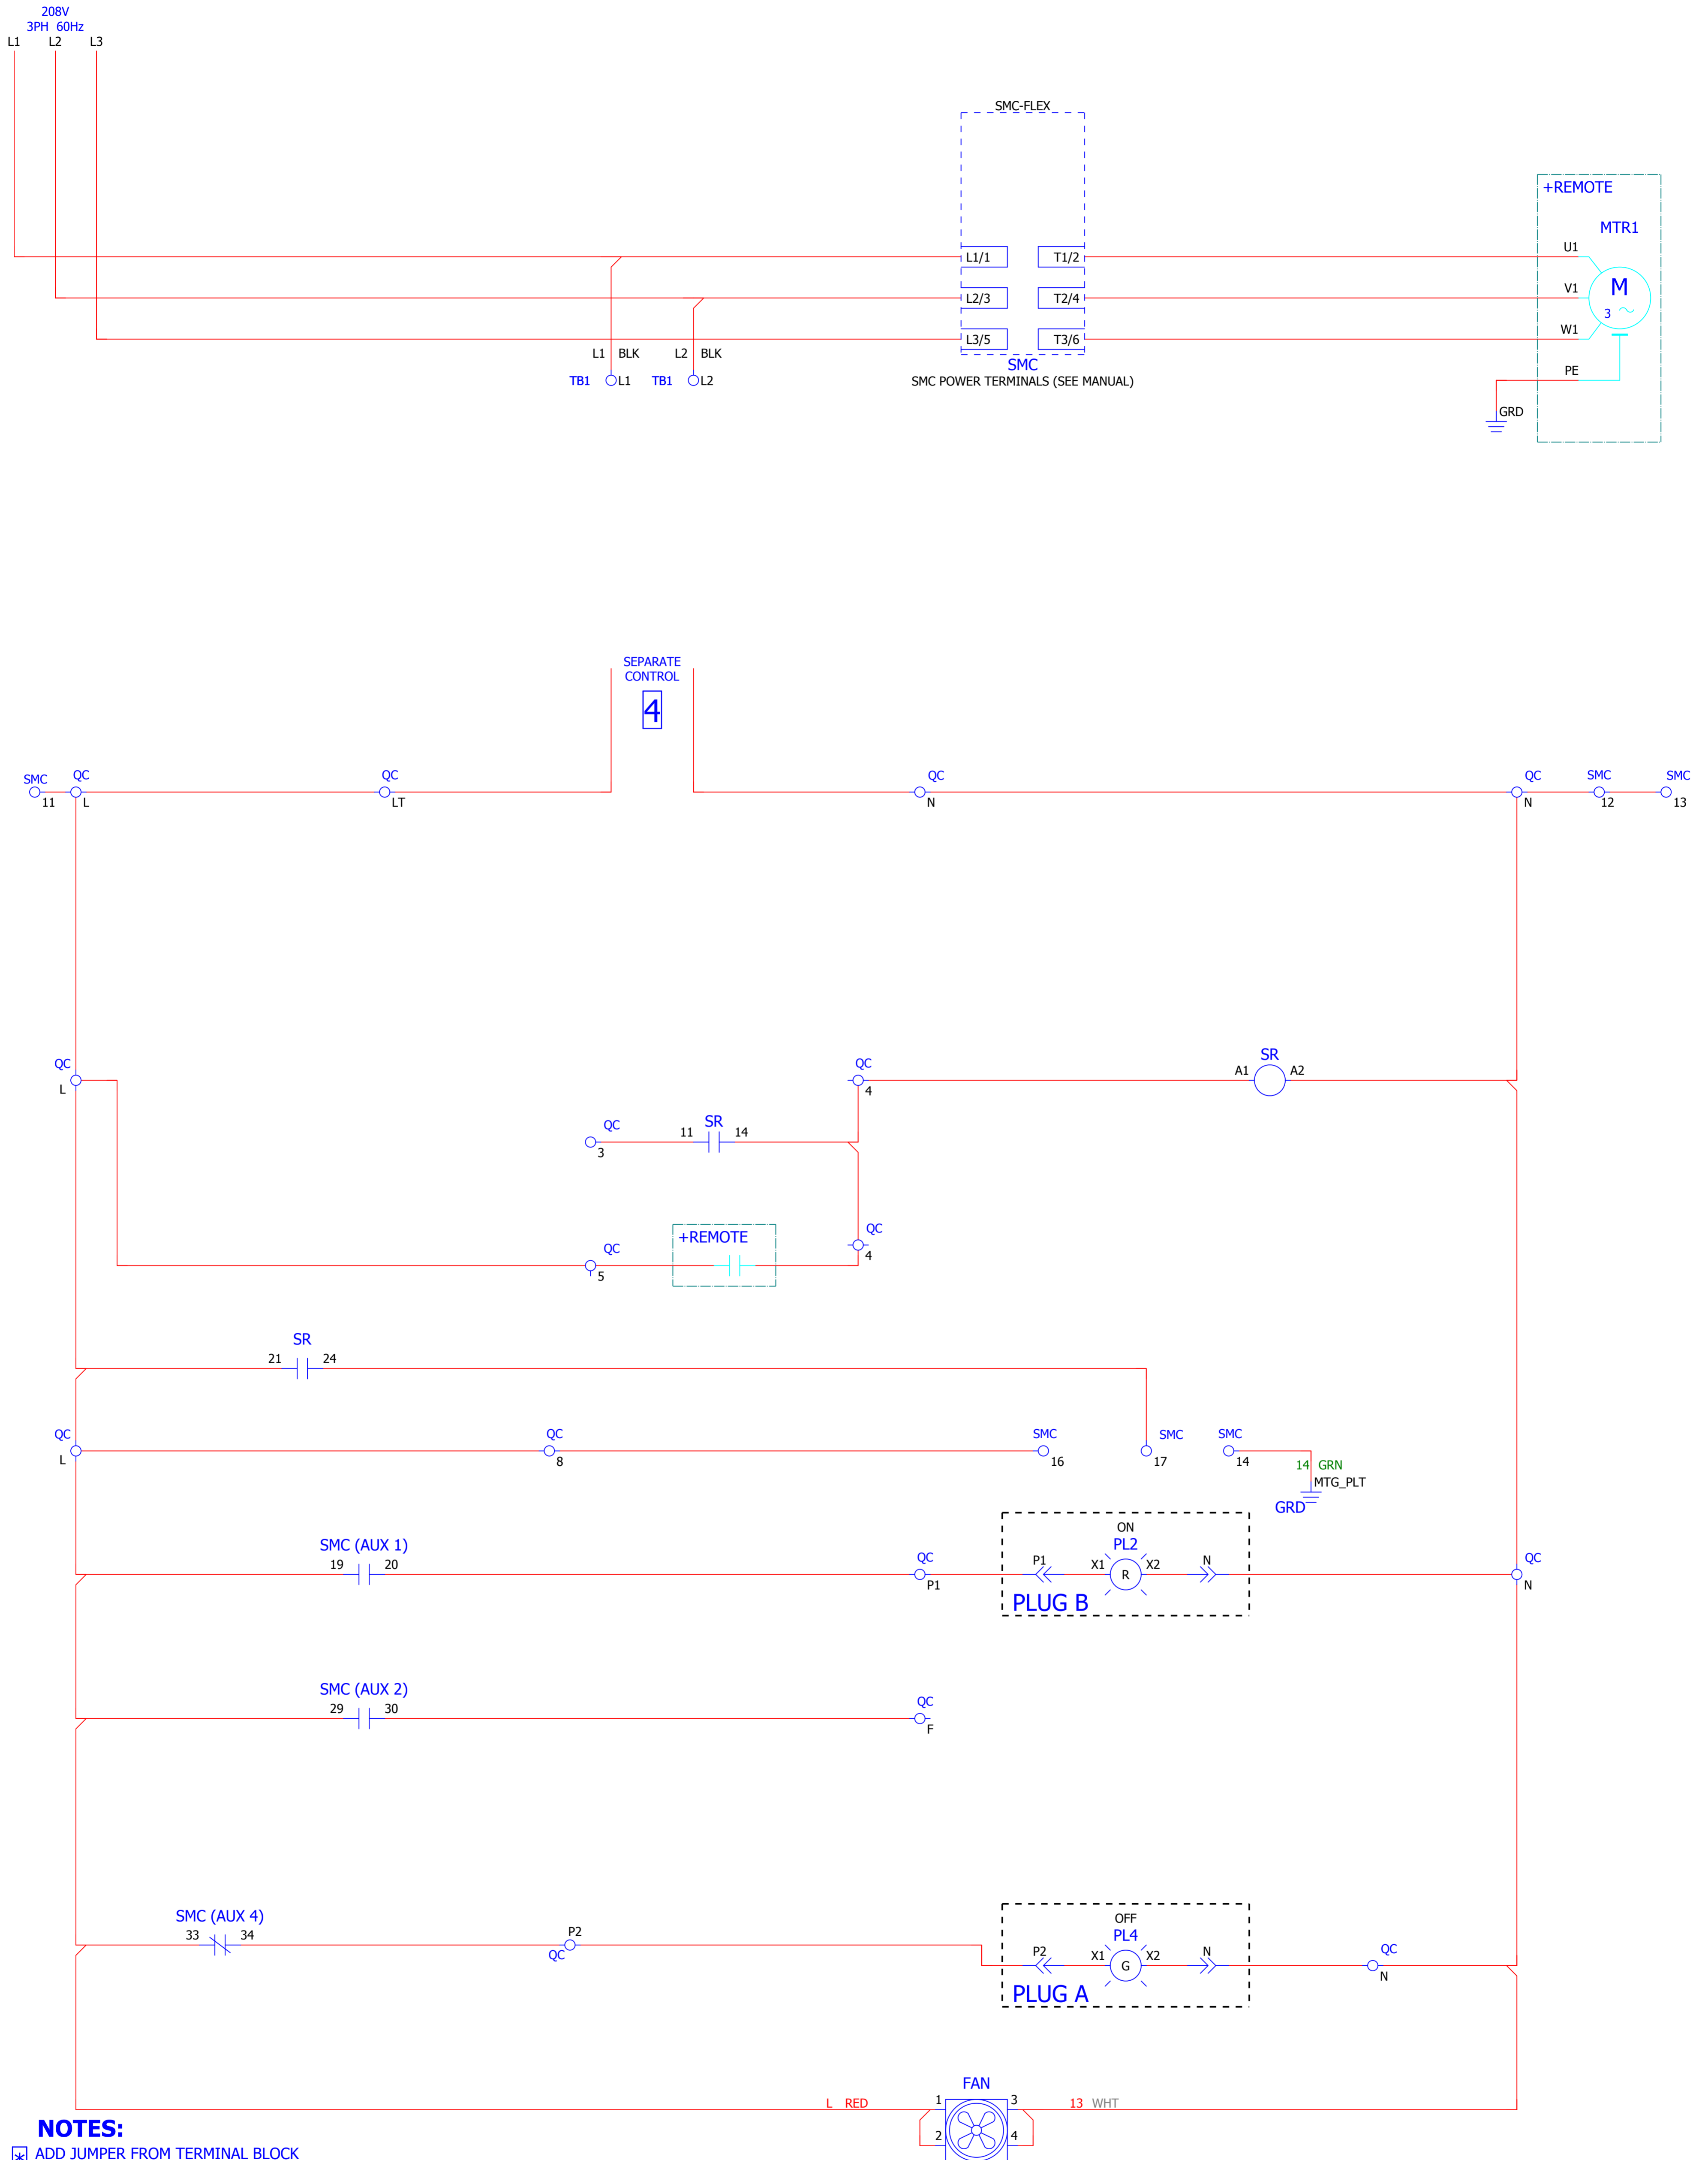 208V
3PH 60Hz
L1 L2 L3
SMC-FLEX
+REMOTE
MTR1
L1/1 T1/2 U1
L2/3 T2/4 V1 M
3
L3/5 T3/6 W1
L1 BLK L2 BLK
SMC
TB1 L1 TB1 L2 SMC POWER TERMINALS (SEE MANUAL) PE
GRD
SEPARATE
CONTROL
4
SMC QC QC QC QC SMC SMC
11 L LT N N 12 13
QC QC SR
A1 A2
L 4
QC 11 SR 14
3
QC
+REMOTE
QC 4
5
SR
21 24
QC QC SMC SMC SMC
L 8 16 17 14
14 GRN
MTG_PLT
GRD
ON
SMC (AUX 1) PL2
19 20 QC P1 X1 X2 N QC
R
P1 N
PLUG B
SMC (AUX 2)
29 30 QC
F
SMC (AUX 4) OFF
33 34 P2 PL4
QC P2 X1 X2 N QC
G
N
PLUG A
FAN
L RED 1 3 13 WHT
2 4
NOTES:
* ADD JUMPER FROM TERMINAL BLOCK